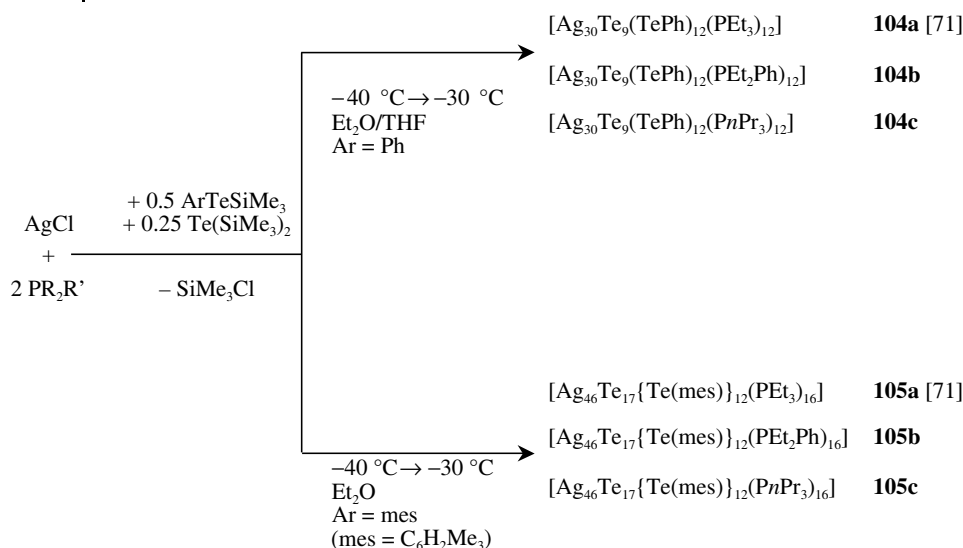 [Ag₃₀Te₉(TePh)₁₂(PEt₃)₁₂] 104a [71]
[Ag₃₀Te₉(TePh)₁₂(PEt₂Ph)₁₂] 104b
[Ag₃₀Te₉(TePh)₁₂(PnPr₃)₁₂] 104c
−40 °C → −30 °C
Et₂O/THF
Ar = Ph
+ 0.5 ArTeSiMe₃
AgCl + 0.25 Te(SiMe₃)₂
+
2 PR₂R’ – SiMe₃Cl
[Ag₄₆Te₁₇{Te(mes)}₁₂(PEt₃)₁₆] 105a [71]
[Ag₄₆Te₁₇{Te(mes)}₁₂(PEt₂Ph)₁₆] 105b
[Ag₄₆Te₁₇{Te(mes)}₁₂(PnPr₃)₁₆] 105c
−40 °C → −30 °C
Et₂O
Ar = mes
(mes = C₆H₂Me₃)